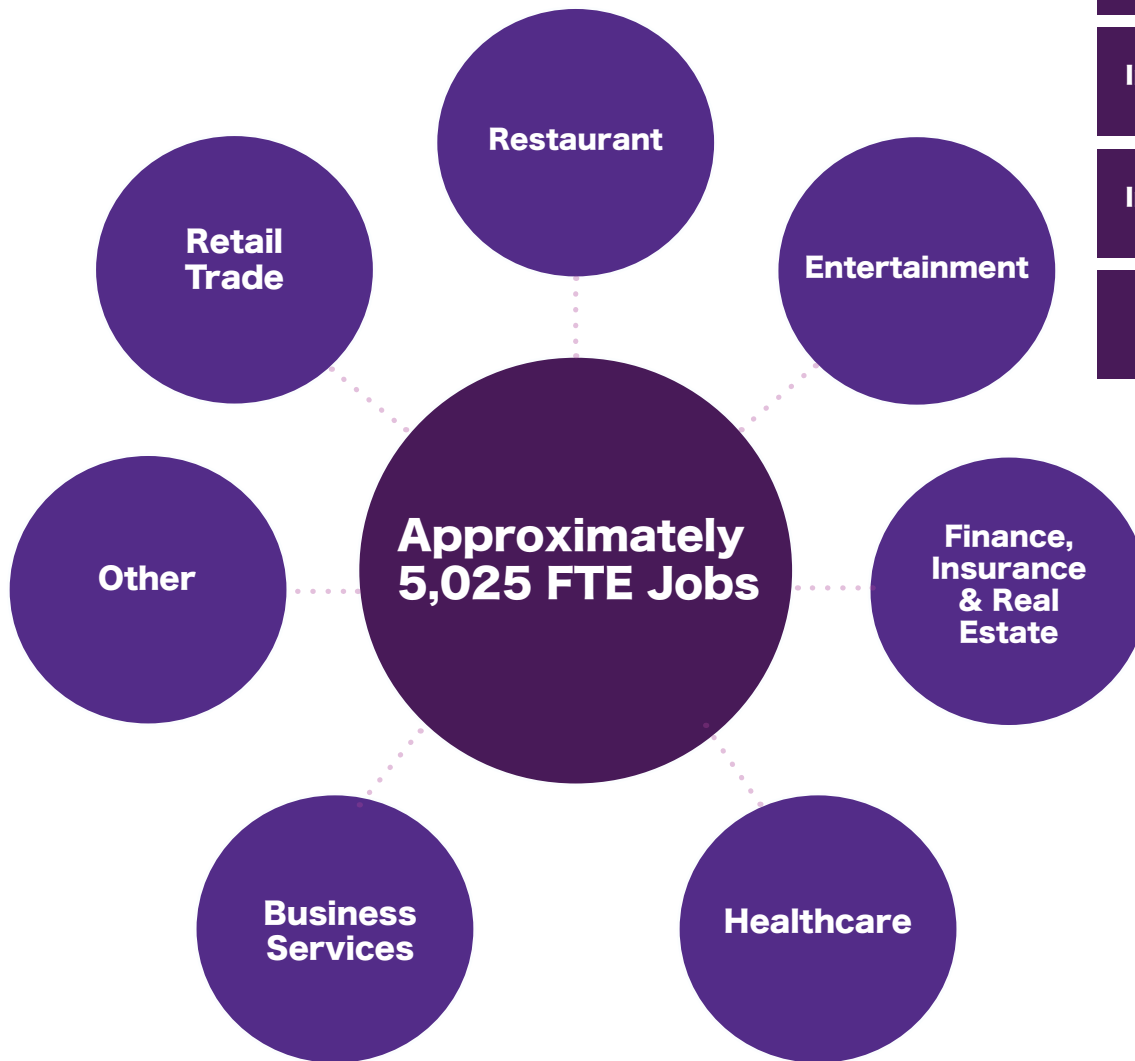 Restaurant
Retail
Trade
Entertainment
Approximately
5,025 FTE Jobs
Finance,
Insurance
& Real
Estate
Other
Business
Services
Healthcare